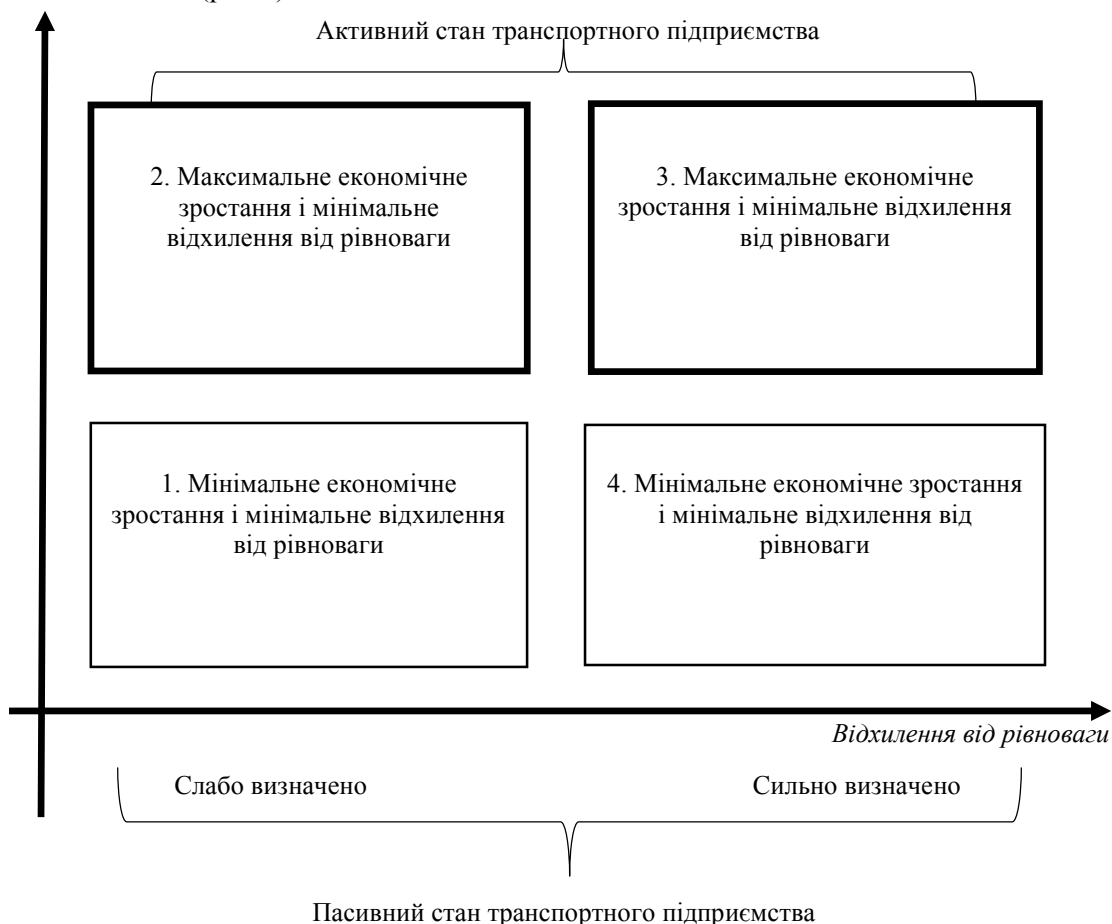 Активний стан транспортного підприємства
2. Максимальне економічне
зростання і мінімальне
відхилення від рівноваги
3. Максимальне економічне
зростання і мінімальне відхилення
від рівноваги
1. Мінімальне економічне
зростання і мінімальне відхилення
від рівноваги
4. Мінімальне економічне зростання
і мінімальне відхилення від
рівноваги
Відхилення від рівноваги
Слабо визначено
Сильно визначено
Пасивний стан транспортного підприємства